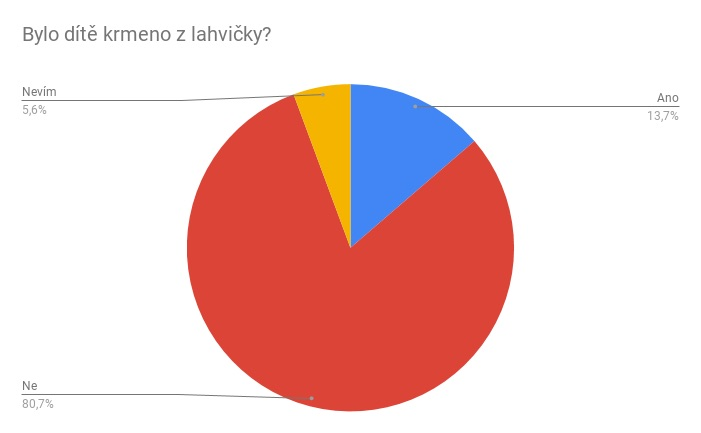 Bylo dítě krmeno z lahvičky?
Nevím
5,6%
Ano
13,7%
Ne
80,7%